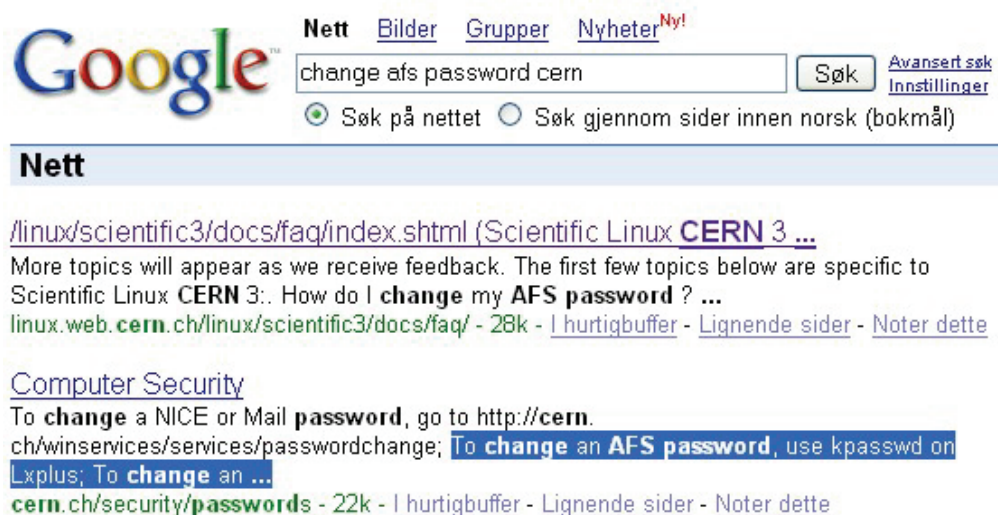 Google™
Nett Bilder Grupper Nyheter Ny!
change afs password cern Søk Avansert søk
Innstillinger
Søk på nettet Søk gjennom sider innen norsk (bokmål)
Nett
/linux/scientific3/docs/faq/index.shtml (Scientific Linux CERN 3 ...
More topics will appear as we receive feedback. The first few topics below are specific to
Scientific Linux CERN 3:. How do I change my AFS password ? ...
linux.web.cern.ch/linux/scientific3/docs/faq/ - 28k - I hurtigbuffer - Lignende sider - Noter dette
Computer Security
To change a NICE or Mail password, go to http://cern.
ch/winservices/services/passwordchange; To change an AFS password, use kpasswd on
Lxplus; To change an ...
cern.ch/security/passwords - 22k - I hurtigbuffer - Lignende sider - Noter dette